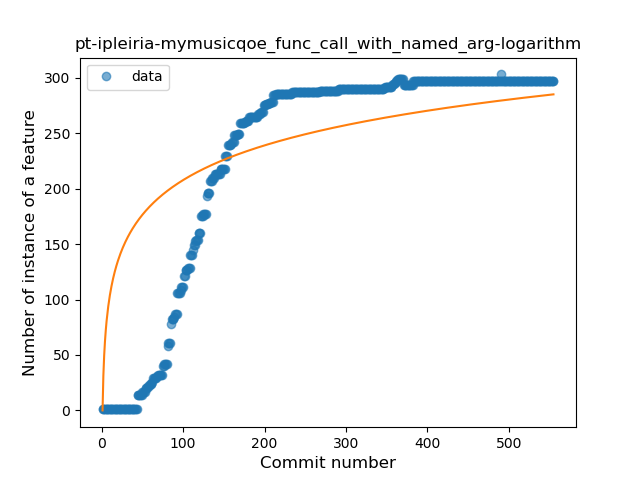 pt-ipleiria-mymusicqoe_func_call_with_named_arg-logarithm
data
Number of instance of a feature
300
250
200
150
100
50
0
0 100 200 300 400 500
Commit number